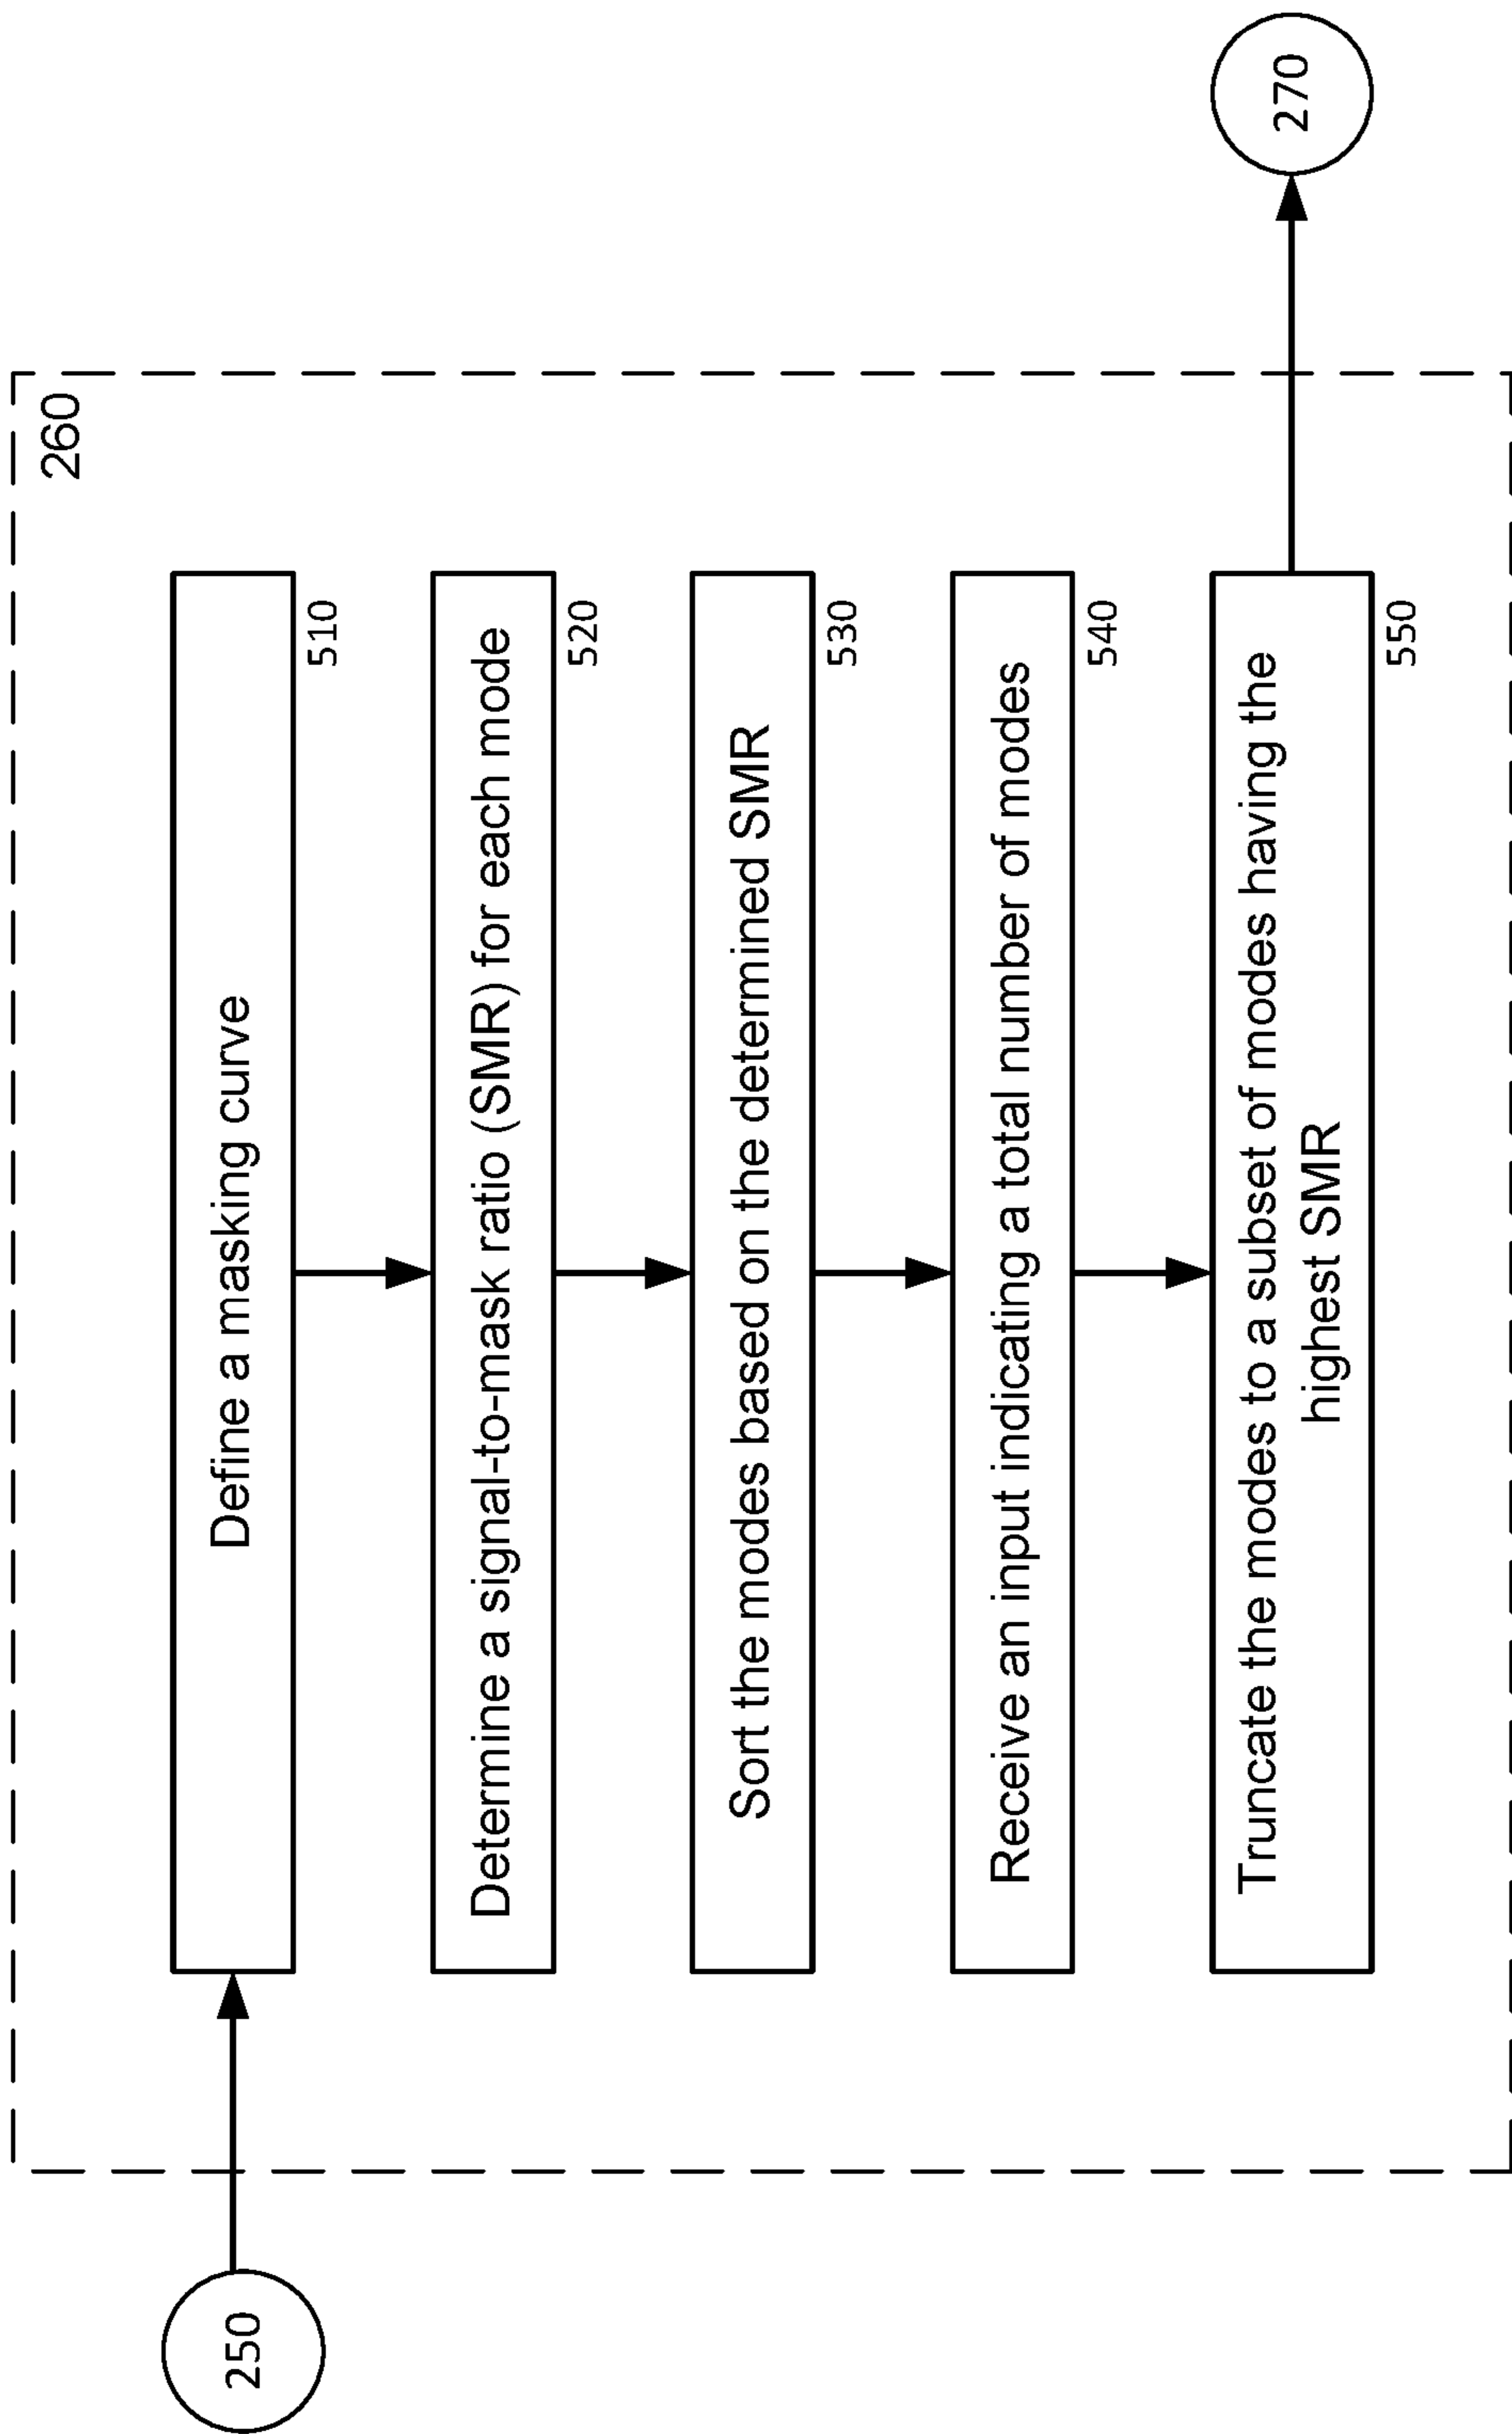 260
250
Define a masking curve
510
Determine a signal-to-mask ratio (SMR) for each mode
520
Sort the modes based on the determined SMR
530
Receive an input indicating a total number of modes
540
Truncate the modes to a subset of modes having the
highest SMR
550
270